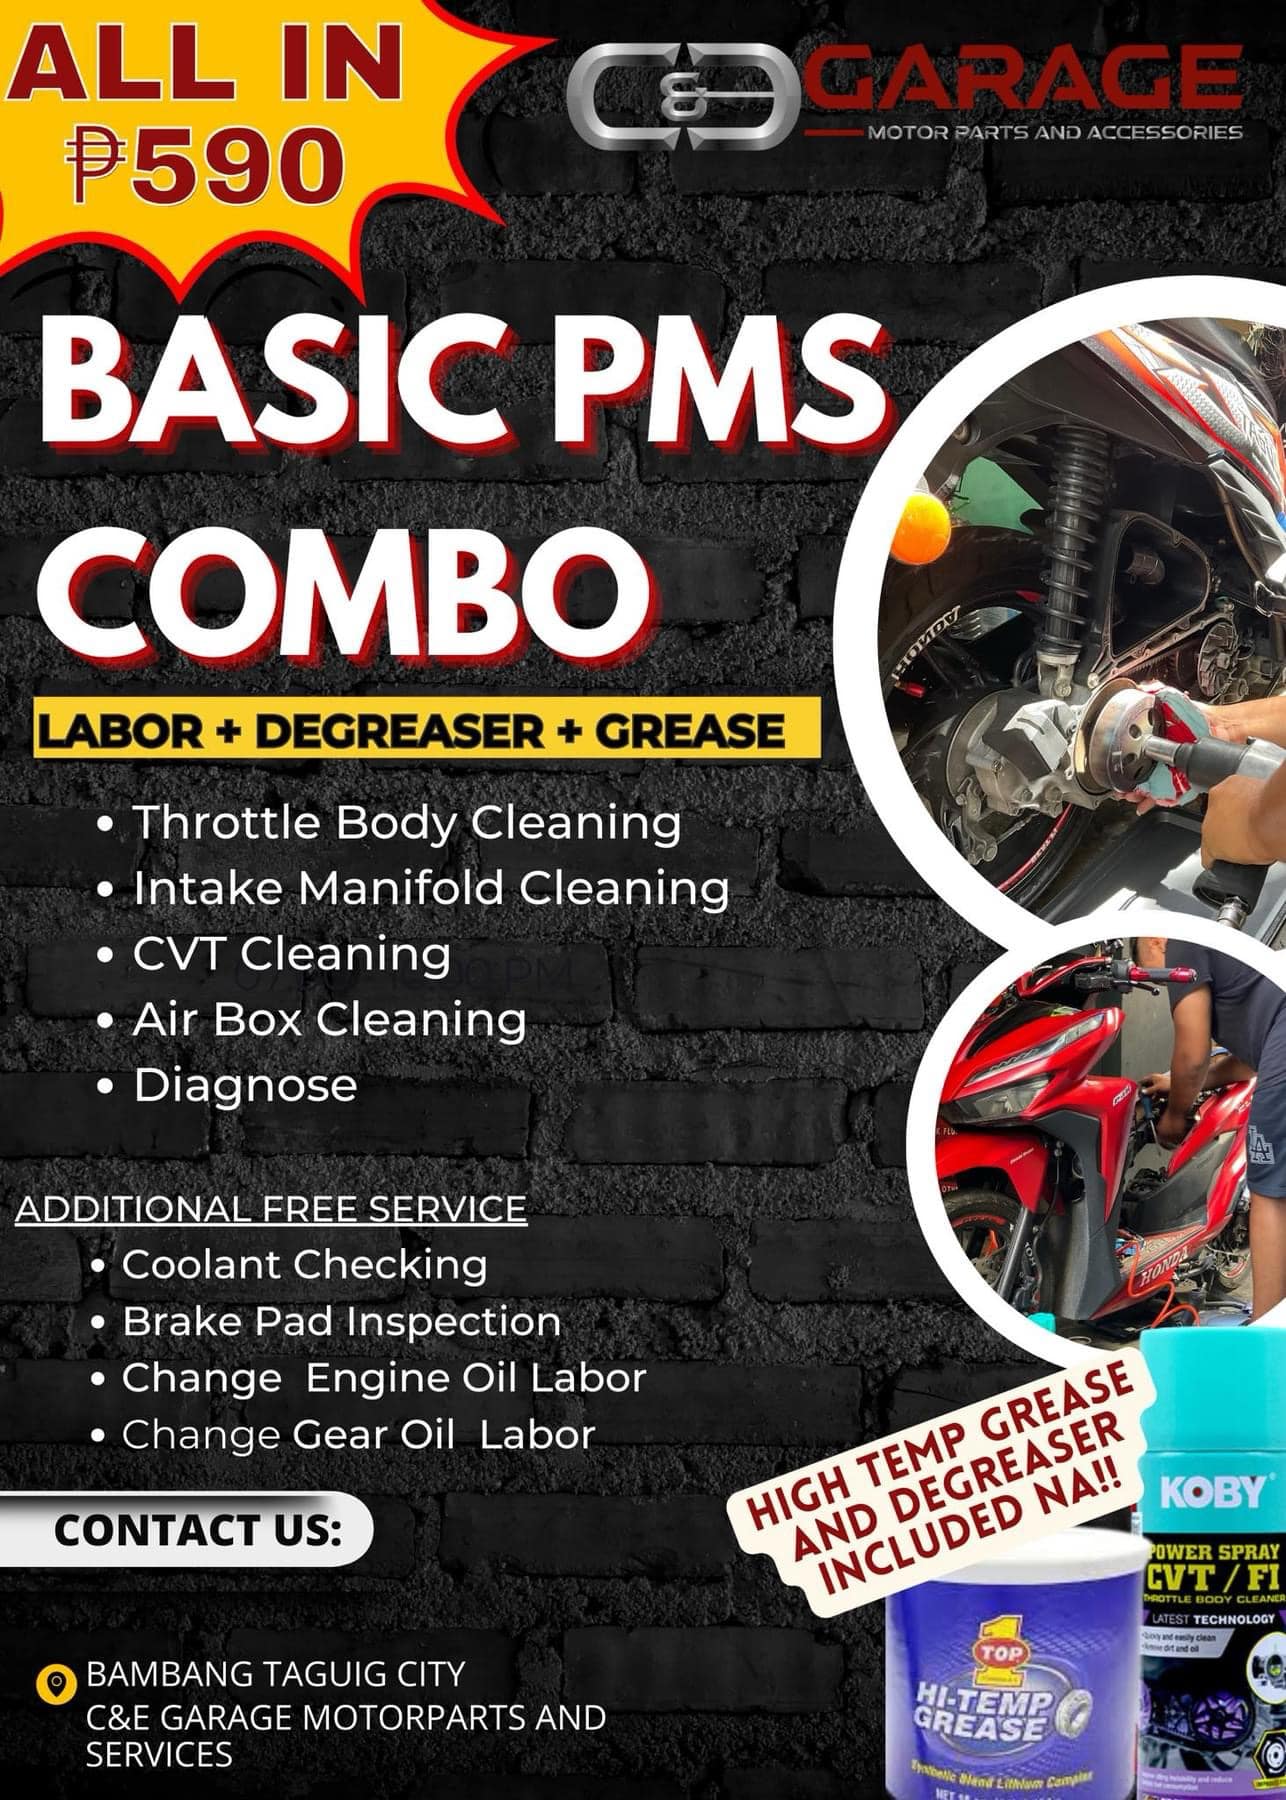 ALL IN
₱590
C&E GARAGE
MOTOR PARTS AND ACCESSORIES
BASIC PMS
COMBO
LABOR + DEGREASER + GREASE
• Throttle Body Cleaning
• Intake Manifold Cleaning
• CVT Cleaning
• Air Box Cleaning
• Diagnose
ADDITIONAL FREE SERVICE
• Coolant Checking
• Brake Pad Inspection
• Change Engine Oil Labor
• Change Gear Oil Labor
HONDA
HONDA
HIGH TEMP GREASE
AND DEGREASER
INCLUDED NA!!
CONTACT US:
BAMBANG TAGUIG CITY
C&E GARAGE MOTORPARTS AND
SERVICES
TOP 1
HI-TEMP
GREASE
Synthetic Blend Lithium Complex
KOBY
POWER SPRAY
CVT / FI
THROTTLE BODY CLEANER
LATEST TECHNOLOGY